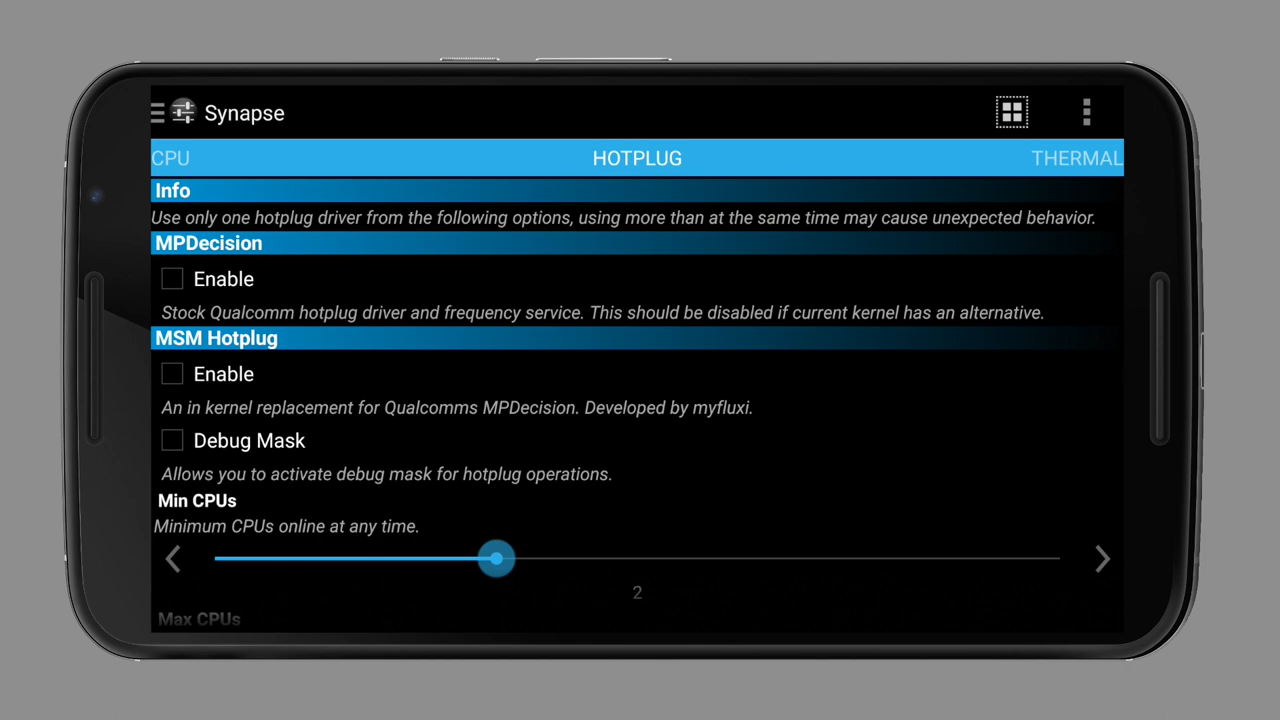 Synapse
CPU HOTPLUG THERMAL
Info
Use only one hotplug driver from the following options, using more than at the same time may cause unexpected behavior.
MPDecision
Enable
Stock Qualcomm hotplug driver and frequency service. This should be disabled if current kernel has an alternative.
MSM Hotplug
Enable
An in kernel replacement for Qualcomms MPDecision. Developed by myfluxi.
Debug Mask
Allows you to activate debug mask for hotplug operations.
Min CPUs
Minimum CPUs online at any time.
2
Max CPUs